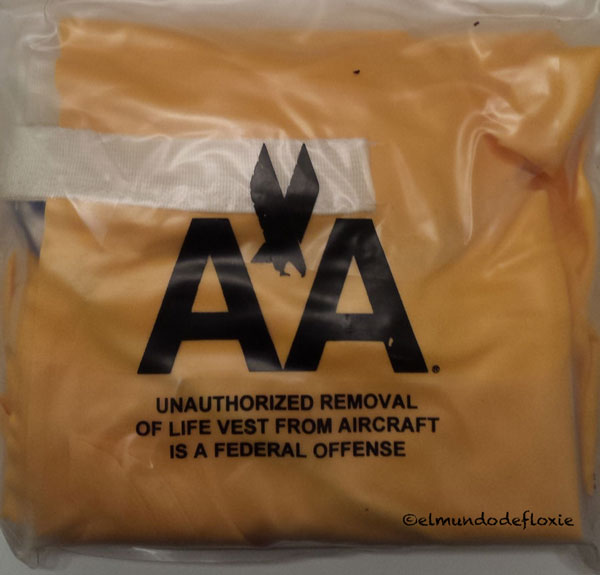 AA®
UNAUTHORIZED REMOVAL
OF LIFE VEST FROM AIRCRAFT
IS A FEDERAL OFFENSE
©elmundodefloxie